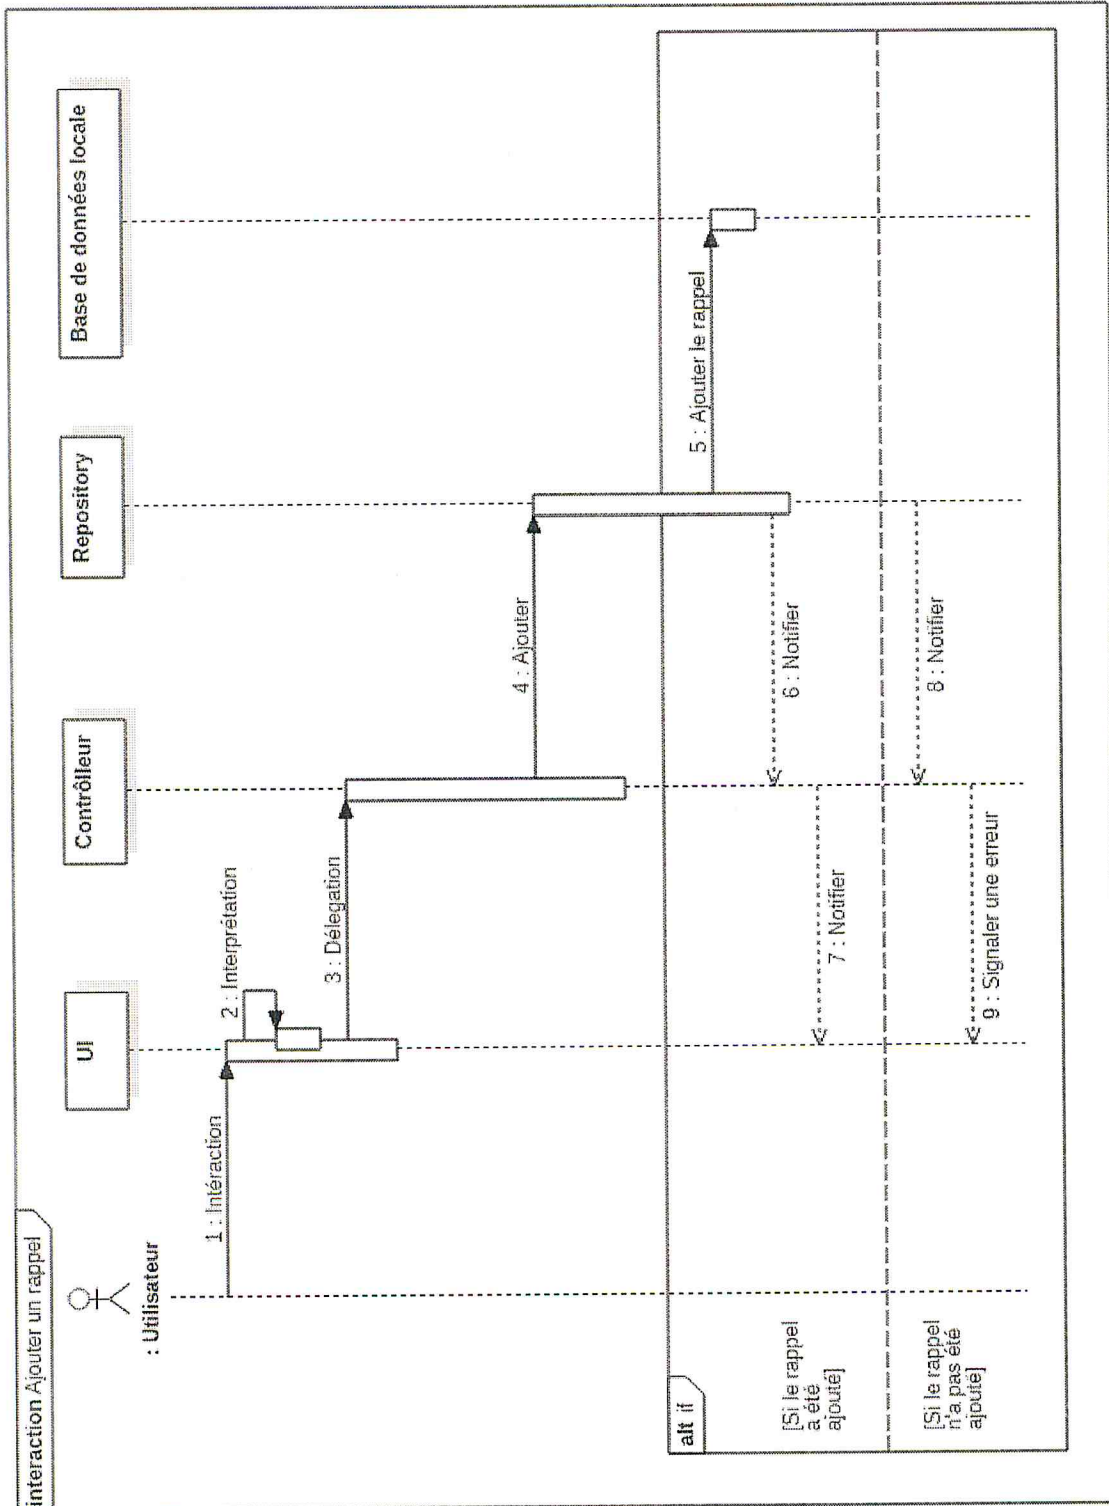 interaction Ajouter un rappel
: Utilisateur
UI
Contrôlleur
Repository
Base de données locale
1 : Intéraction
2 : Interprétation
3 : Délegation
4 : Ajouter
alt if
5 : Ajouter le rappel
[Si le rappel
a été
ajouté]
6 : Notifier
7 : Notifier
[Si le rappel
n'a pas été
ajouté]
8 : Notifier
9 : Signaler une erreur